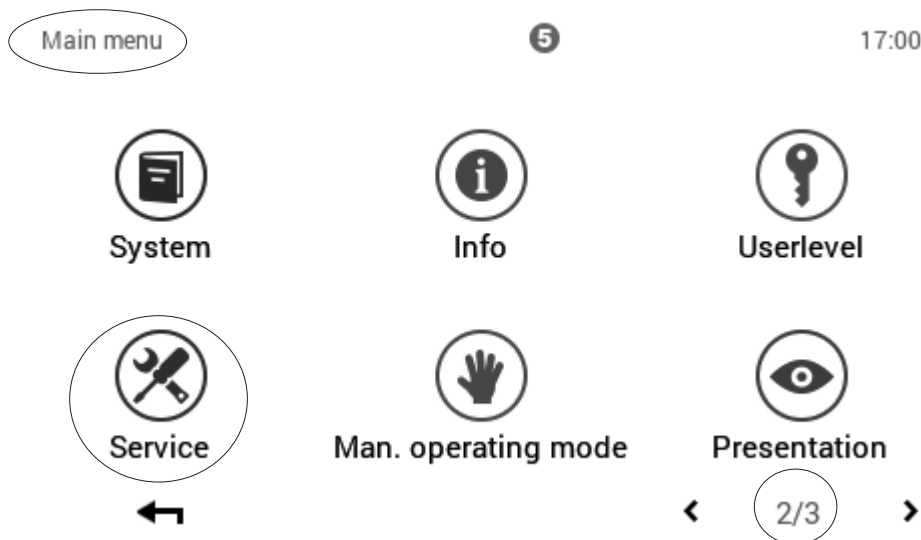 Main menu 5 17:00
System Info Userlevel
Service Man. operating mode Presentation
2/3